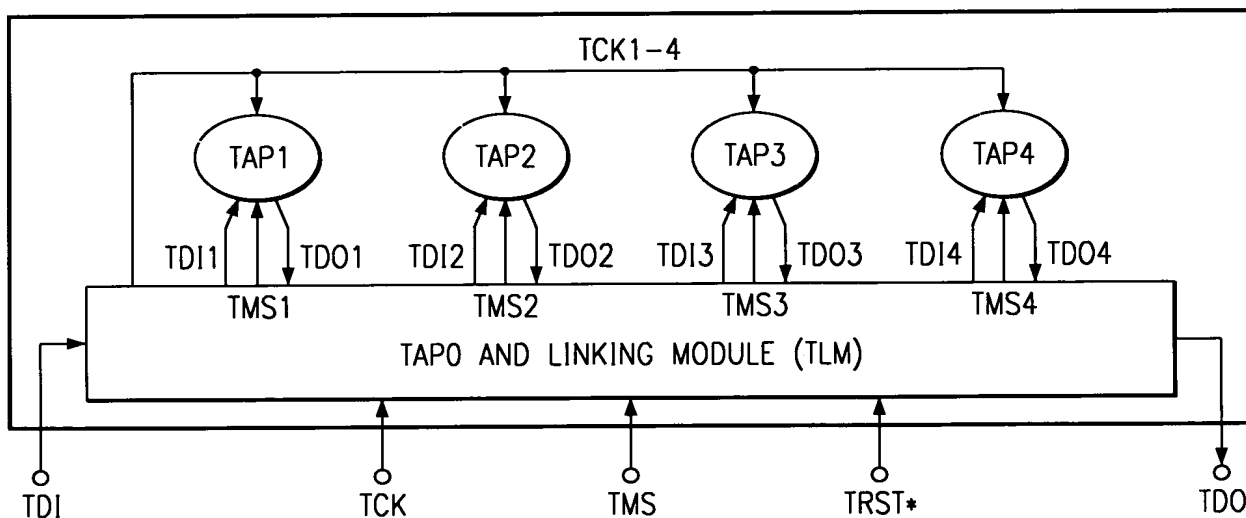 TCK1-4
TAP1 TAP2 TAP3 TAP4
TDI1 TDO1 TDI2 TDO2 TDI3 TDO3 TDI4 TDO4
TMS1 TMS2 TMS3 TMS4
TAP0 AND LINKING MODULE (TLM)
TDI TCK TMS TRST* TDO